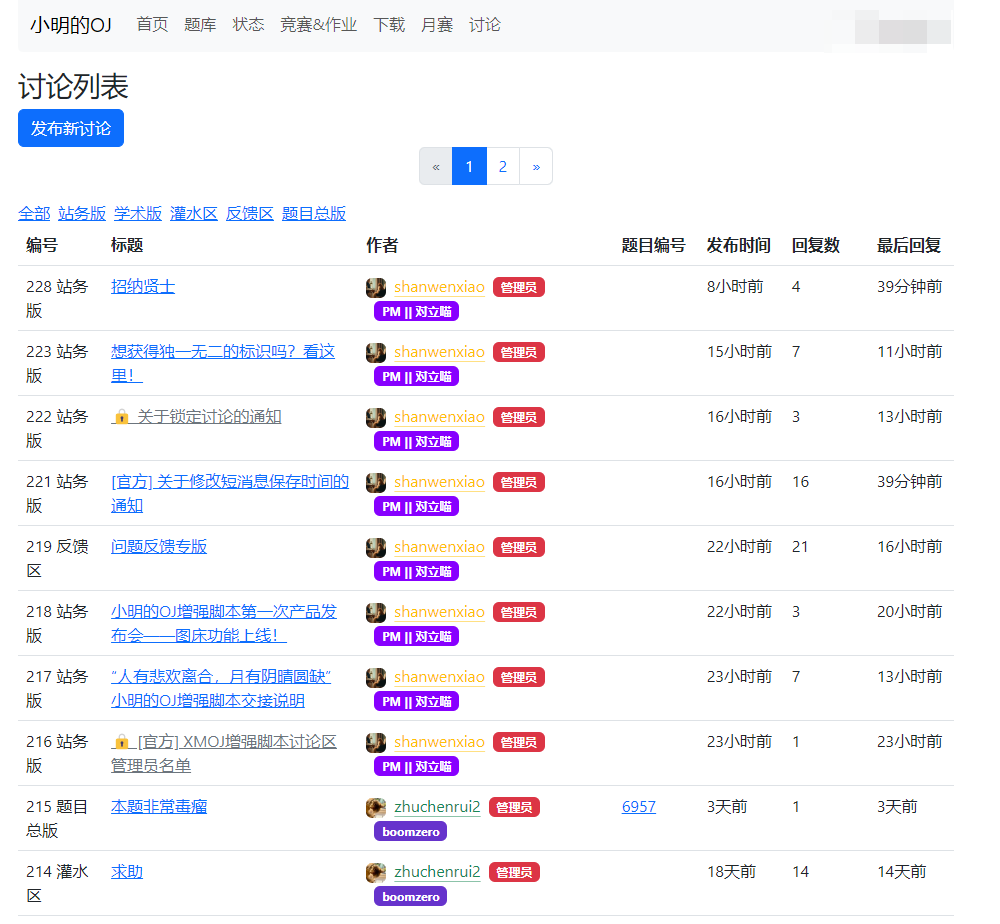 小明的OJ 首页 题库 状态 竞赛&作业 下载 月赛 讨论
讨论列表
发布新讨论
« 1 2 »
全部 站务版 学术版 灌水区 反馈区 题目总版
编号 标题 作者 题目编号 发布时间 回复数 最后回复
228 站务 招纳贤士 shanwenxiao 管理员 8小时前 4 39分钟前
版 PM || 对立喵
223 站务 想获得独一无二的标识吗？看这 shanwenxiao 管理员 15小时前 7 11小时前
版 里！ PM || 对立喵
222 站务 🔒 关于锁定讨论的通知 shanwenxiao 管理员 16小时前 3 13小时前
版 PM || 对立喵
221 站务 [官方] 关于修改短消息保存时间的 shanwenxiao 管理员 16小时前 16 39分钟前
版 通知 PM || 对立喵
219 反馈 问题反馈专版 shanwenxiao 管理员 22小时前 21 16小时前
区 PM || 对立喵
218 站务 小明的OJ增强脚本第一次产品发 shanwenxiao 管理员 22小时前 3 20小时前
版 布会——图床功能上线！ PM || 对立喵
217 站务 “人有悲欢离合，月有阴晴圆缺” shanwenxiao 管理员 23小时前 7 13小时前
版 小明的OJ增强脚本交接说明 PM || 对立喵
216 站务 🔒 [官方] XMOJ增强脚本讨论区 shanwenxiao 管理员 23小时前 1 23小时前
版 管理员名单 PM || 对立喵
215 题目 本题非常毒瘤 zhuchenrui2 管理员 6957 3天前 1 3天前
总版 boomzero
214 灌水 求助 zhuchenrui2 管理员 18天前 14 14天前
区 boomzero